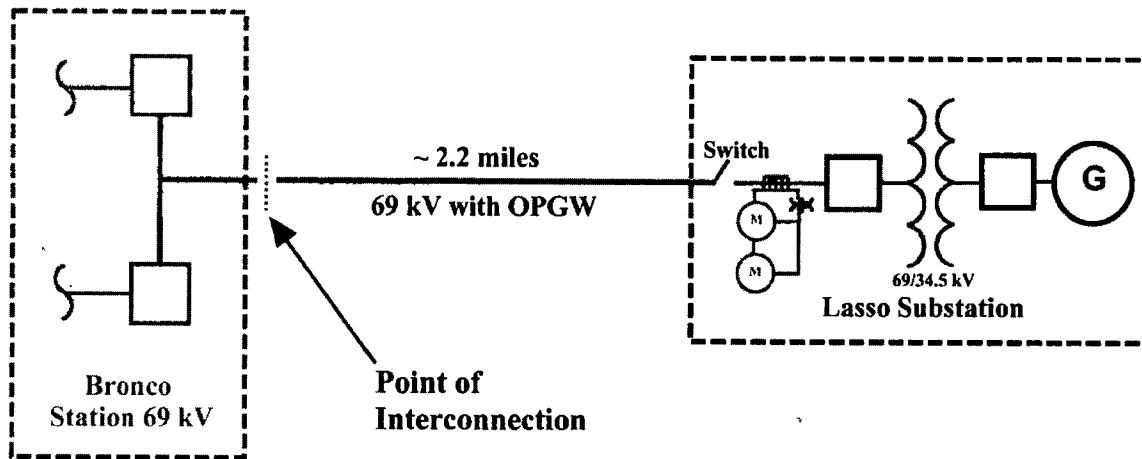 ~ 2.2 miles
69 kV with OPGW
Switch
M
M
G
69/34.5 kV
Lasso Substation
Bronco
Station 69 kV
Point of
Interconnection